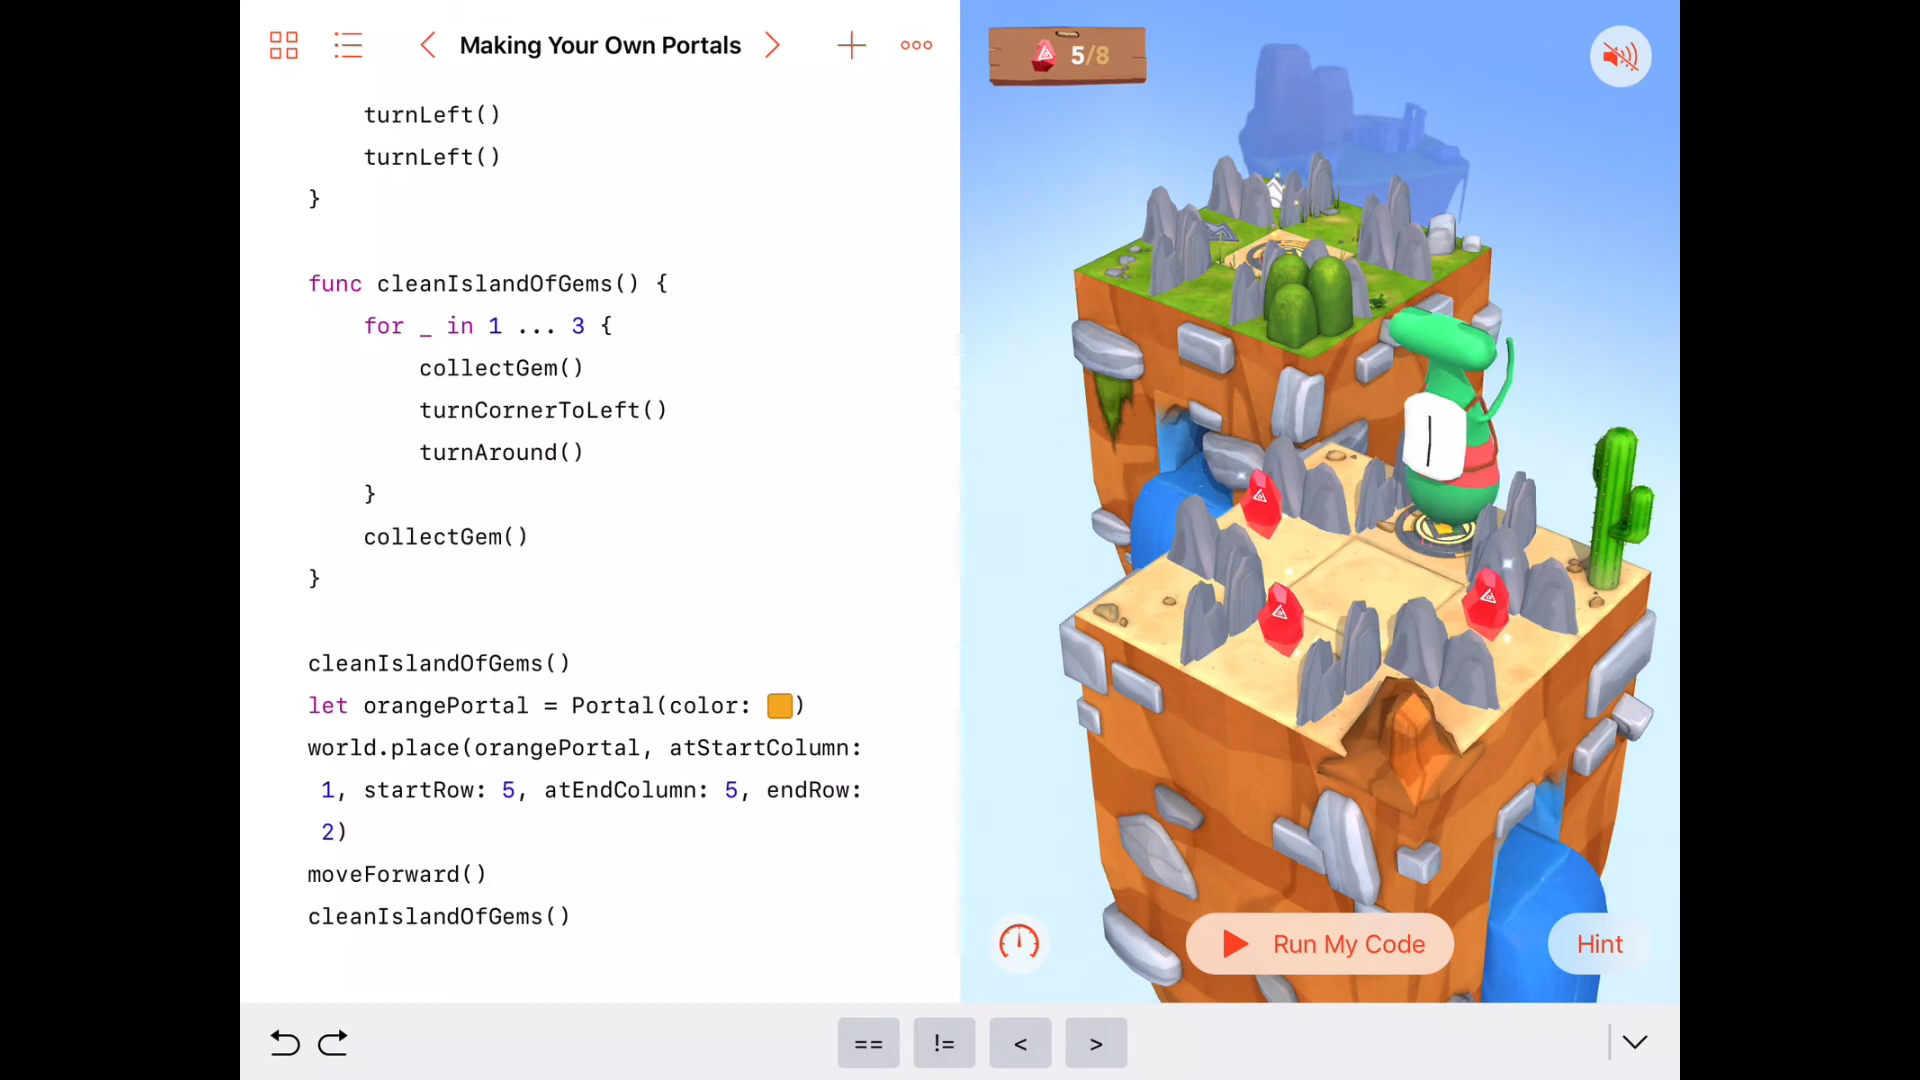 Making Your Own Portals
5/8
turnLeft()
turnLeft()
}
func cleanIslandOfGems() {
for _ in 1 ... 3 {
collectGem()
turnCornerToLeft()
turnAround()
}
collectGem()
}
cleanIslandOfGems()
let orangePortal = Portal(color: )
world.place(orangePortal, atStartColumn:
1, startRow: 5, atEndColumn: 5, endRow:
2)
moveForward()
cleanIslandOfGems()
Run My Code
Hint
== != < >